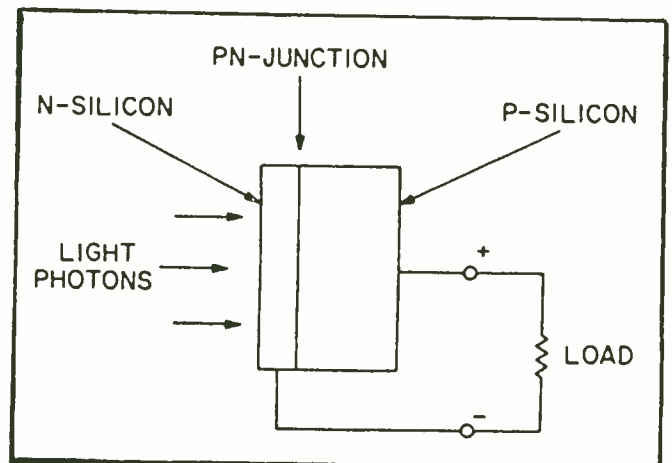 PN-JUNCTION
N-SILICON
P-SILICON
LIGHT
PHOTONS
+
LOAD
-